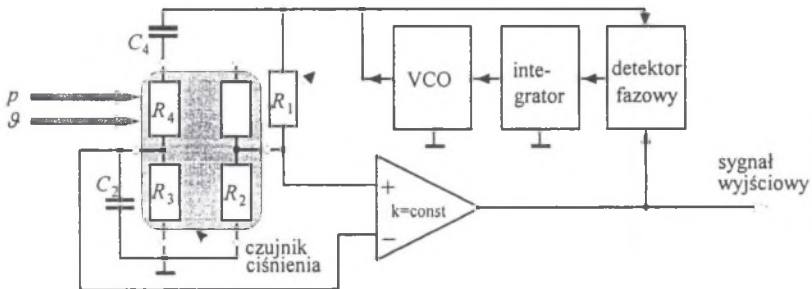 C₄
p
ϑ
R₄
R₁
C₂
R₃
R₂
VCO
inte-
grator
detektor
fazowy
+
k=const
−
sygnał
wyjściowy
czujnik
ciśnienia